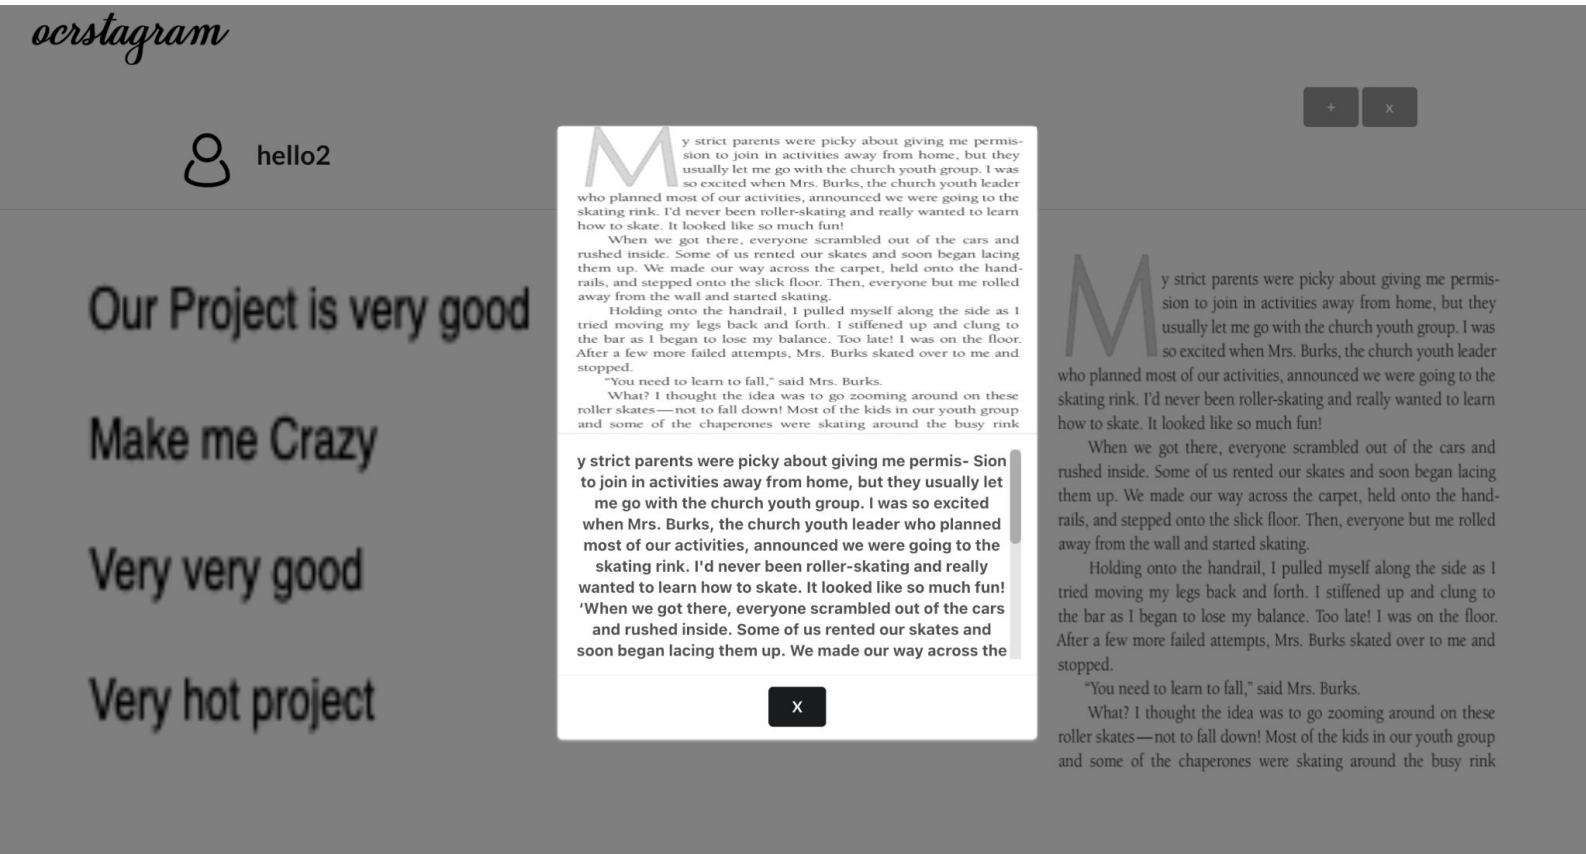 ocrstagram
+ x
hello2
Our Project is very good
Make me Crazy
Very very good
Very hot project
My strict parents were picky about giving me permis-
sion to join in activities away from home, but they
usually let me go with the church youth group. I was
so excited when Mrs. Burks, the church youth leader
who planned most of our activities, announced we were going to the
skating rink. I'd never been roller-skating and really wanted to learn
how to skate. It looked like so much fun!
When we got there, everyone scrambled out of the cars and
rushed inside. Some of us rented our skates and soon began lacing
them up. We made our way across the carpet, held onto the hand-
rails, and stepped onto the slick floor. Then, everyone but me rolled
away from the wall and started skating.
Holding onto the handrail, I pulled myself along the side as I
tried moving my legs back and forth. I stiffened up and clung to
the bar as I began to lose my balance. Too late! I was on the floor.
After a few more failed attempts, Mrs. Burks skated over to me and
stopped.
"You need to learn to fall," said Mrs. Burks.
What? I thought the idea was to go zooming around on these
roller skates—not to fall down! Most of the kids in our youth group
and some of the chaperones were skating around the busy rink
y strict parents were picky about giving me permis- Sion
to join in activities away from home, but they usually let
me go with the church youth group. I was so excited
when Mrs. Burks, the church youth leader who planned
most of our activities, announced we were going to the
skating rink. I'd never been roller-skating and really
wanted to learn how to skate. It looked like so much fun!
‘When we got there, everyone scrambled out of the cars
and rushed inside. Some of us rented our skates and
soon began lacing them up. We made our way across the
X
My strict parents were picky about giving me permis-
sion to join in activities away from home, but they
usually let me go with the church youth group. I was
so excited when Mrs. Burks, the church youth leader
who planned most of our activities, announced we were going to the
skating rink. I'd never been roller-skating and really wanted to learn
how to skate. It looked like so much fun!
When we got there, everyone scrambled out of the cars and
rushed inside. Some of us rented our skates and soon began lacing
them up. We made our way across the carpet, held onto the hand-
rails, and stepped onto the slick floor. Then, everyone but me rolled
away from the wall and started skating.
Holding onto the handrail, I pulled myself along the side as I
tried moving my legs back and forth. I stiffened up and clung to
the bar as I began to lose my balance. Too late! I was on the floor.
After a few more failed attempts, Mrs. Burks skated over to me and
stopped.
"You need to learn to fall," said Mrs. Burks.
What? I thought the idea was to go zooming around on these
roller skates—not to fall down! Most of the kids in our youth group
and some of the chaperones were skating around the busy rink